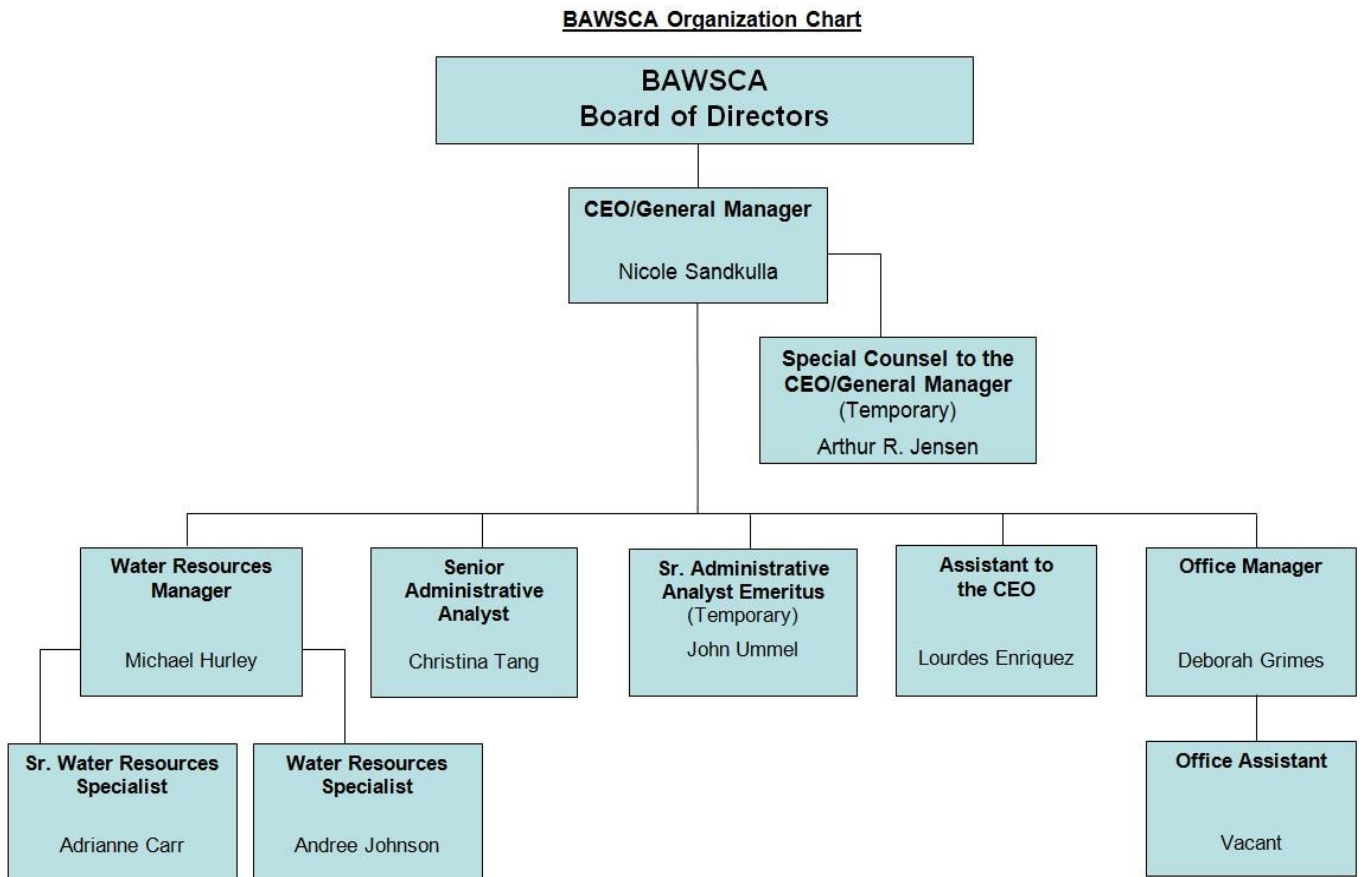 BAWSCA Organization Chart
BAWSCA
Board of Directors
CEO/General Manager
Nicole Sandkulla
Special Counsel to the
CEO/General Manager
(Temporary)
Arthur R. Jensen
Water Resources
Manager
Michael Hurley
Senior
Administrative
Analyst
Christina Tang
Sr. Administrative
Analyst Emeritus
(Temporary)
John Ummel
Assistant to
the CEO
Lourdes Enriquez
Office Manager
Deborah Grimes
Sr. Water Resources
Specialist
Adrianne Carr
Water Resources
Specialist
Andree Johnson
Office Assistant
Vacant